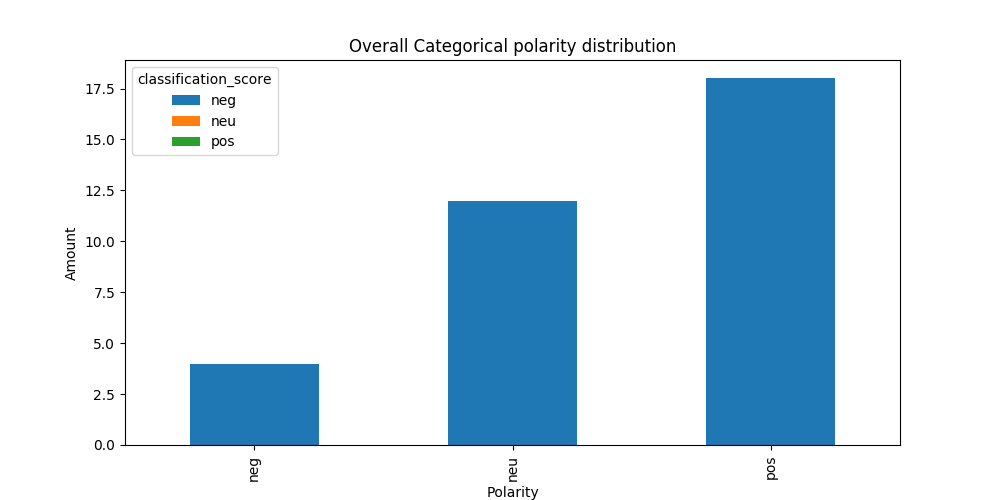 Overall Categorical polarity distribution
classification_score
neg
neu
pos
17.5
15.0
12.5
10.0
7.5
5.0
2.5
0.0
Amount
neg
neu
pos
Polarity